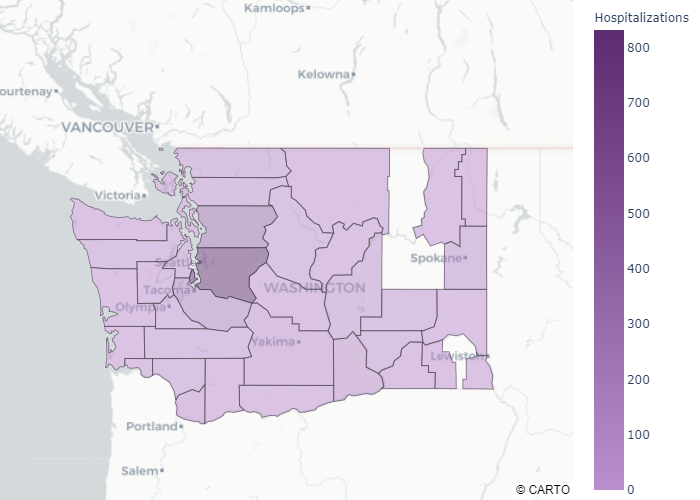 Hospitalizations
Kamloops
800
Kelowna
ourtenay
700
VANCOUVER
600
Victoria
500
Seattle
Spokane
400
Tacoma
WASHINGTON
Olympia
300
Yakima
Lewiston
200
Portland
100
Salem
0
© CARTO